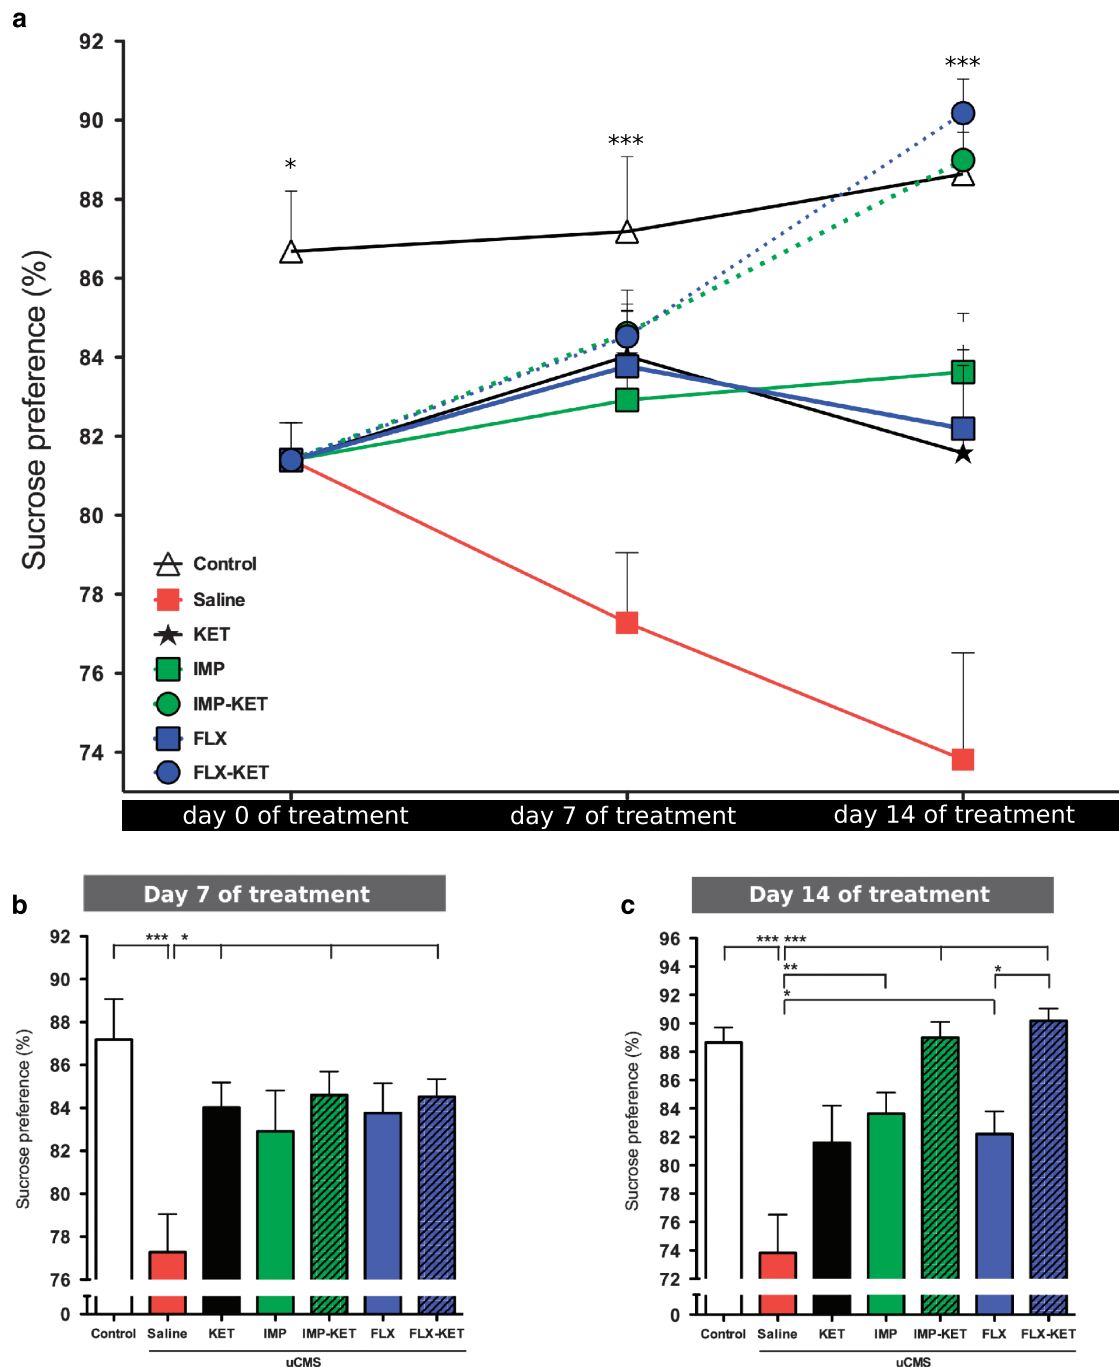 a
92
90
88
86
84
82
80
78
76
74
Sucrose preference (%)
*
***
***
Control
Saline
KET
IMP
IMP-KET
FLX
FLX-KET
day 0 of treatment
day 7 of treatment
day 14 of treatment
b
Day 7 of treatment
92
90
88
86
84
82
80
78
76
0
Sucrose preference (%)
*** *
Control Saline KET IMP IMP-KET FLX FLX-KET
uCMS
c
Day 14 of treatment
96
94
92
90
88
86
84
82
80
78
76
74
72
0
Sucrose preference (%)
*** ***
** *
*
Control Saline KET IMP IMP-KET FLX FLX-KET
uCMS